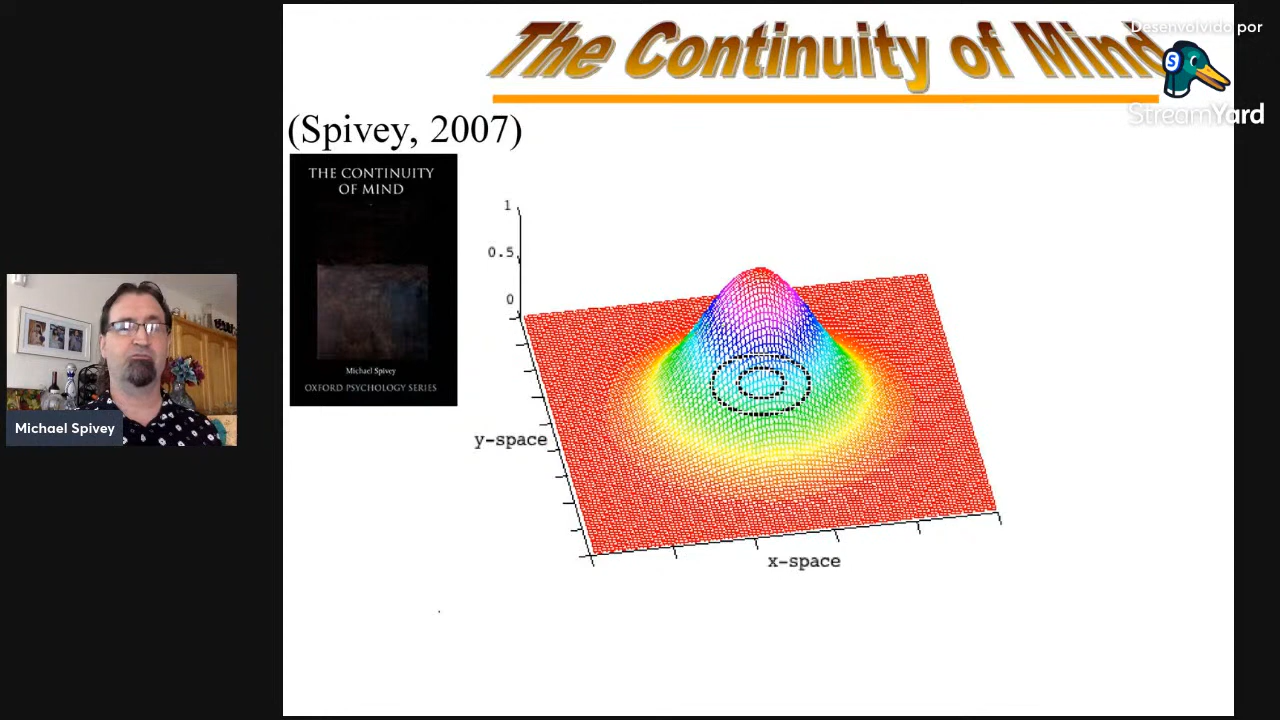 The Continuity of Mind
Desenvolvido por
StreamYard
(Spivey, 2007)
THE CONTINUITY
OF MIND
Michael Spivey
OXFORD PSYCHOLOGY SERIES
1
0.5
0
y-space
x-space
Michael Spivey
S